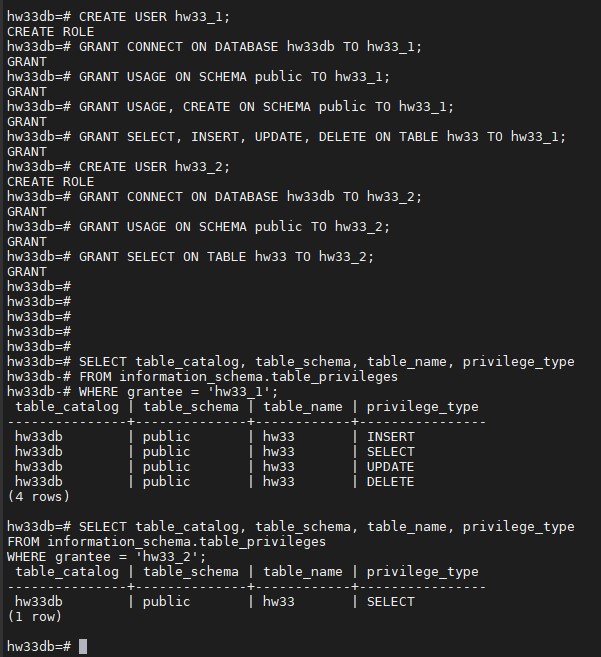 hw33db=# CREATE USER hw33_1;
CREATE ROLE
hw33db=# GRANT CONNECT ON DATABASE hw33db TO hw33_1;
GRANT
hw33db=# GRANT USAGE ON SCHEMA public TO hw33_1;
GRANT
hw33db=# GRANT USAGE, CREATE ON SCHEMA public TO hw33_1;
GRANT
hw33db=# GRANT SELECT, INSERT, UPDATE, DELETE ON TABLE hw33 TO hw33_1;
GRANT
hw33db=# CREATE USER hw33_2;
CREATE ROLE
hw33db=# GRANT CONNECT ON DATABASE hw33db TO hw33_2;
GRANT
hw33db=# GRANT USAGE ON SCHEMA public TO hw33_2;
GRANT
hw33db=# GRANT SELECT ON TABLE hw33 TO hw33_2;
GRANT
hw33db=#
hw33db=#
hw33db=#
hw33db=#
hw33db=#
hw33db=# SELECT table_catalog, table_schema, table_name, privilege_type
hw33db-# FROM information_schema.table_privileges
hw33db-# WHERE grantee = 'hw33_1';
 table_catalog | table_schema | table_name | privilege_type
---------------+--------------+------------+----------------
 hw33db        | public       | hw33       | INSERT
 hw33db        | public       | hw33       | SELECT
 hw33db        | public       | hw33       | UPDATE
 hw33db        | public       | hw33       | DELETE
(4 rows)

hw33db=# SELECT table_catalog, table_schema, table_name, privilege_type
FROM information_schema.table_privileges
WHERE grantee = 'hw33_2';
 table_catalog | table_schema | table_name | privilege_type
---------------+--------------+------------+----------------
 hw33db        | public       | hw33       | SELECT
(1 row)

hw33db=#